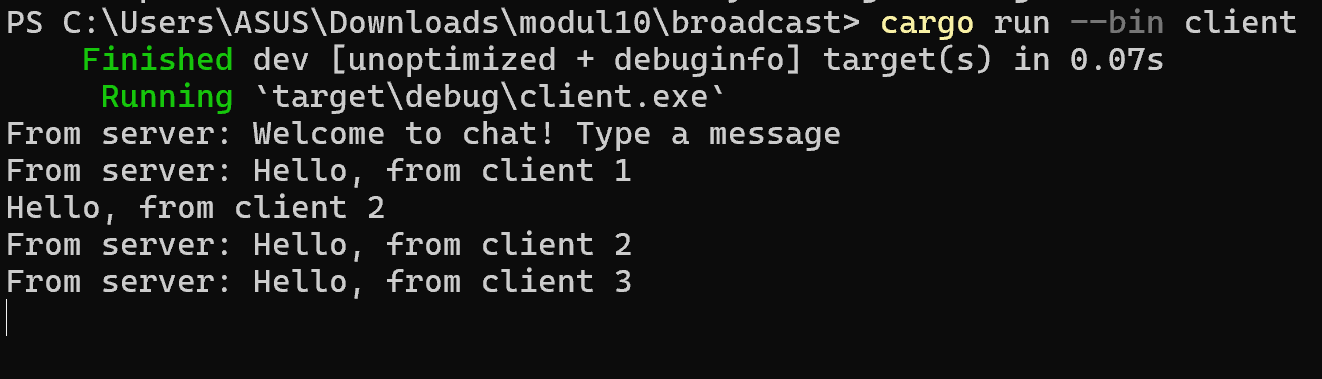 PS C:\Users\ASUS\Downloads\modul10\broadcast> cargo run --bin client
    Finished dev [unoptimized + debuginfo] target(s) in 0.07s
     Running `target\debug\client.exe`
From server: Welcome to chat! Type a message
From server: Hello, from client 1
Hello, from client 2
From server: Hello, from client 2
From server: Hello, from client 3